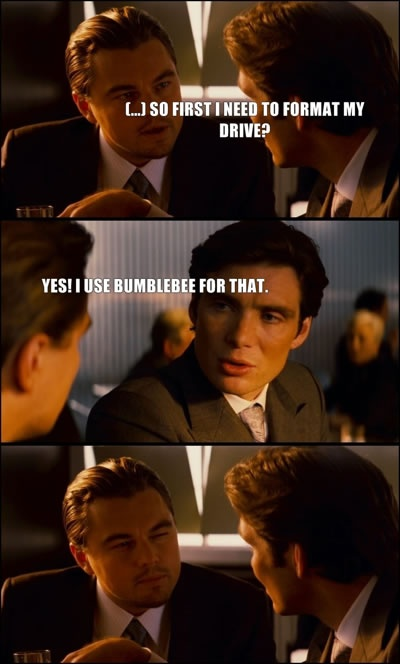 (...) SO FIRST I NEED TO FORMAT MY
DRIVE?
YES! I USE BUMBLEBEE FOR THAT.